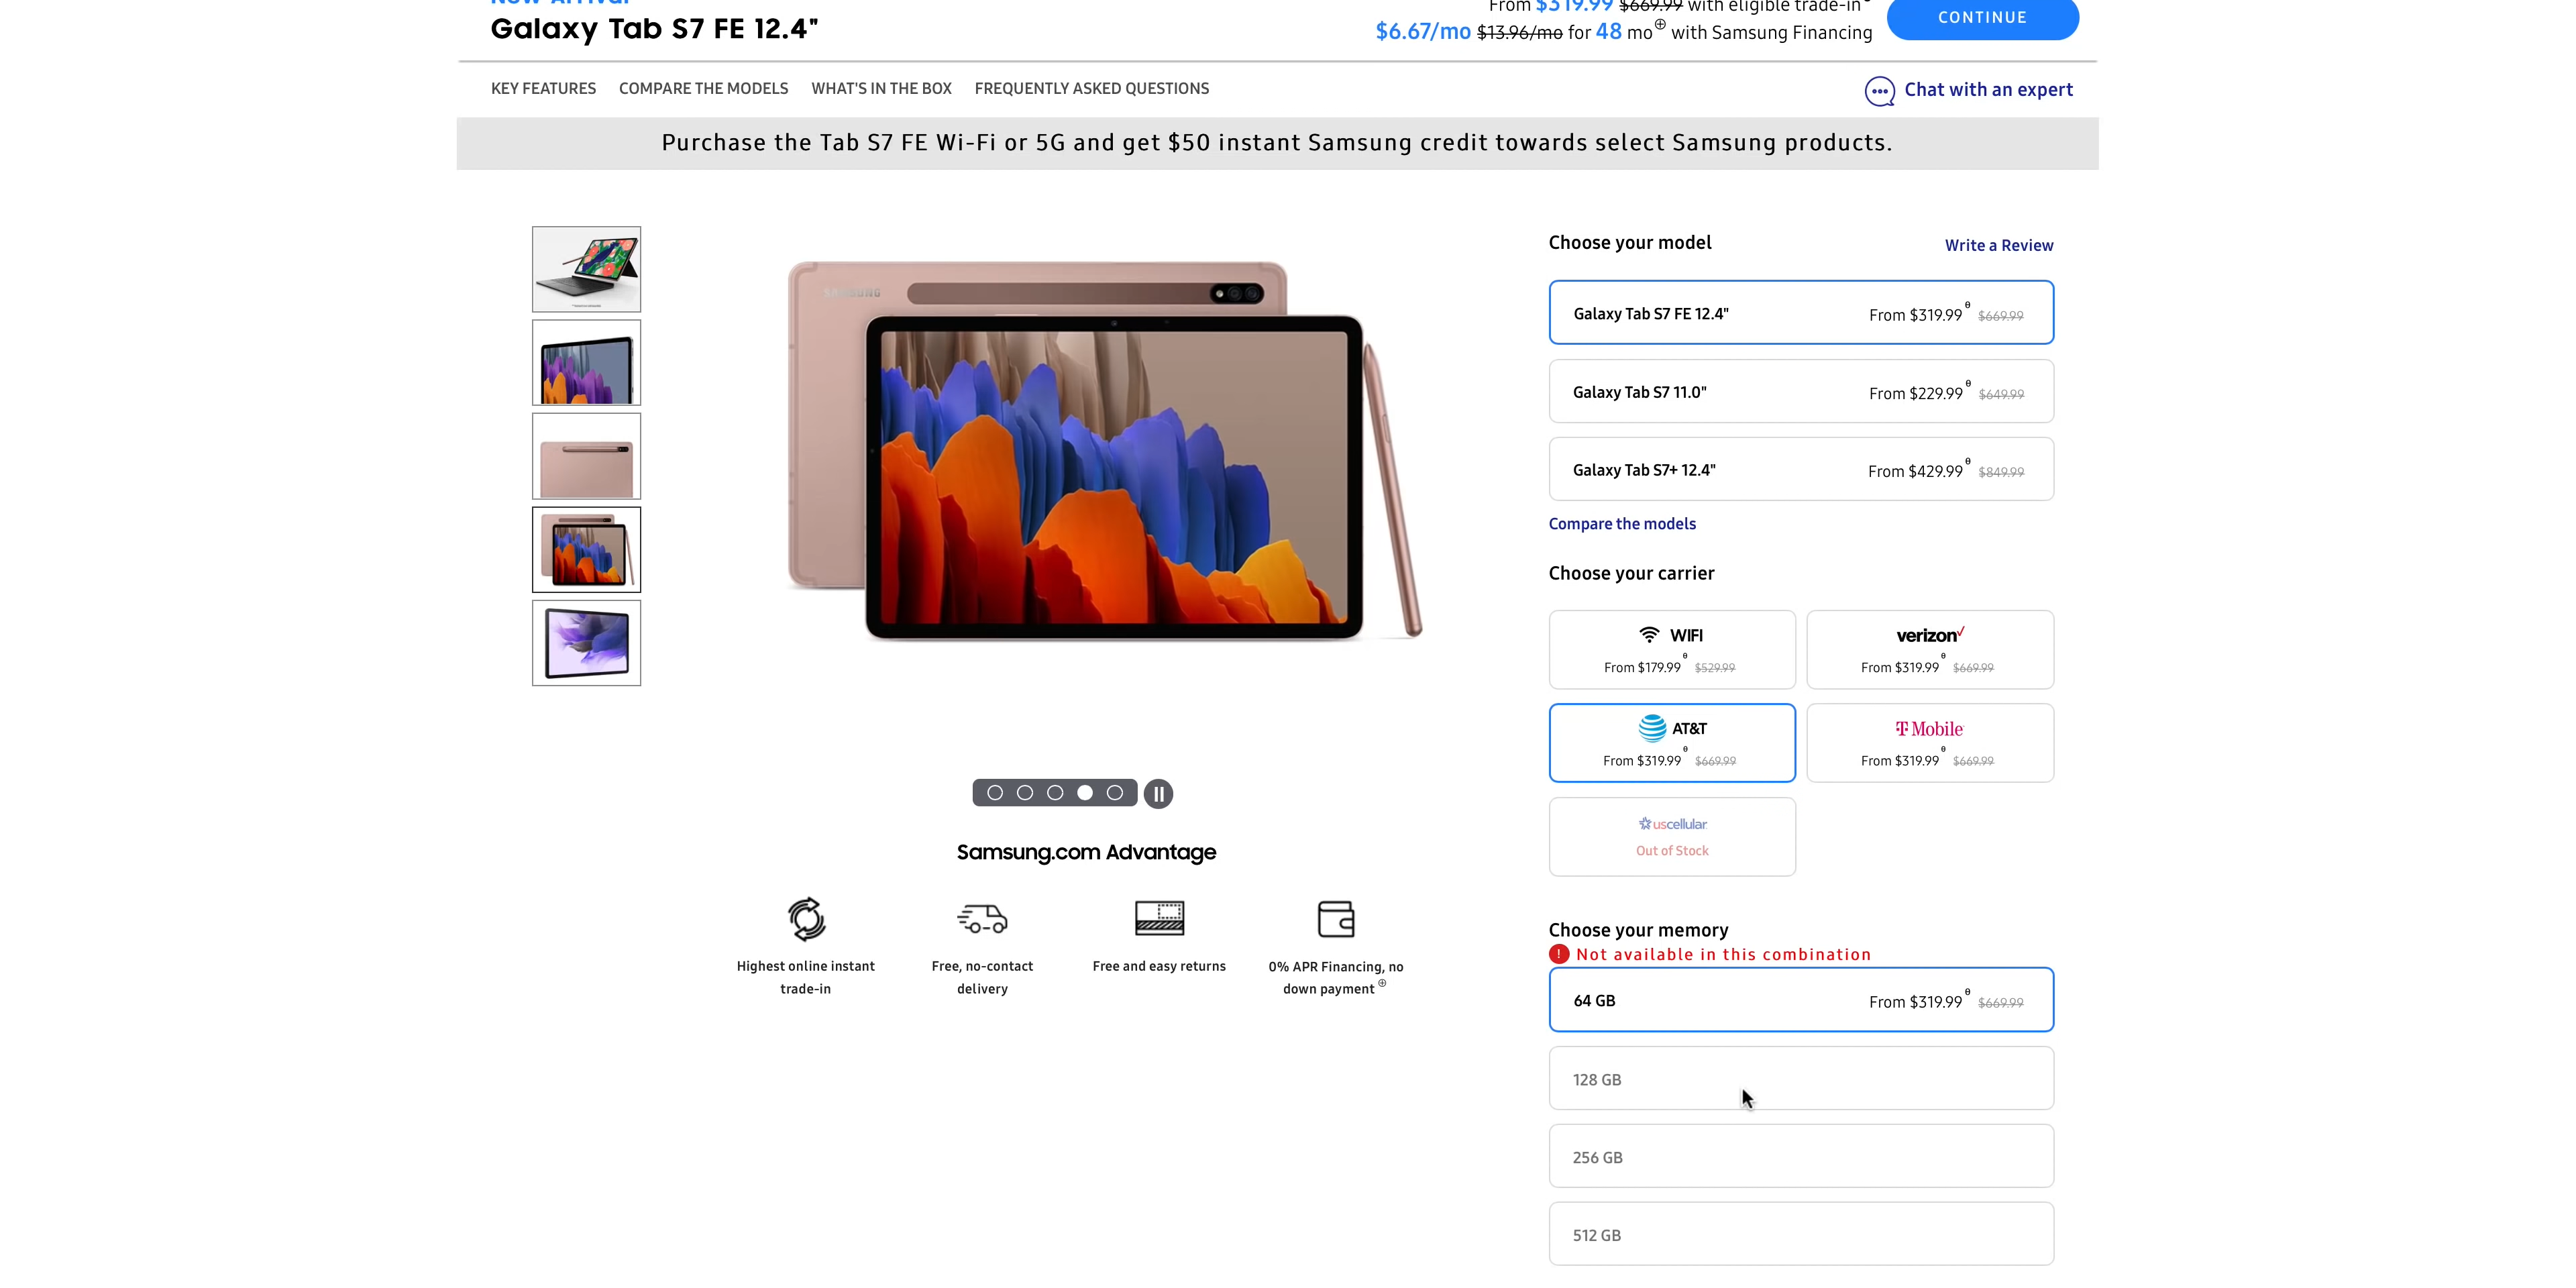 New Arrival
Galaxy Tab S7 FE 12.4"
From $319.99 $669.99 with eligible trade-in θ
$6.67/mo $13.96/mo for 48 mo⊕ with Samsung Financing
CONTINUE
KEY FEATURES COMPARE THE MODELS WHAT'S IN THE BOX FREQUENTLY ASKED QUESTIONS
Chat with an expert
Purchase the Tab S7 FE Wi-Fi or 5G and get $50 instant Samsung credit towards select Samsung products.
SAMSUNG
Samsung.com Advantage
Highest online instant
trade-in
Free, no-contact
delivery
Free and easy returns
0% APR Financing, no
down payment ⊕
Choose your model
Write a Review
Galaxy Tab S7 FE 12.4" From $319.99 θ $669.99
Galaxy Tab S7 11.0" From $229.99 θ $649.99
Galaxy Tab S7+ 12.4" From $429.99 θ $849.99
Compare the models
Choose your carrier
WIFI
From $179.99 θ $529.99
verizon✓
From $319.99 θ $669.99
AT&T
From $319.99 θ $669.99
T Mobile
From $319.99 θ $669.99
uscellular
Out of Stock
Choose your memory
! Not available in this combination
64 GB From $319.99 θ $669.99
128 GB
256 GB
512 GB